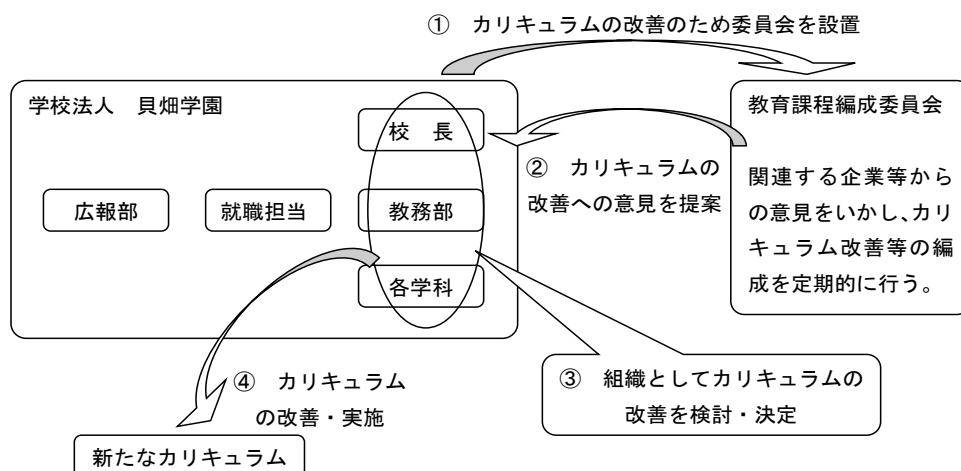 ① カリキュラムの改善のため委員会を設置
学校法人 貝畑学園
校 長
教育課程編成委員会
② カリキュラムの
改善への意見を提案
関連する企業等から
の意見をいかし、カリ
キュラム改善等の編
成を定期的に行う。
広報部
就職担当
教務部
各学科
③ 組織としてカリキュラムの
改善を検討・決定
④ カリキュラム
の改善・実施
新たなカリキュラム